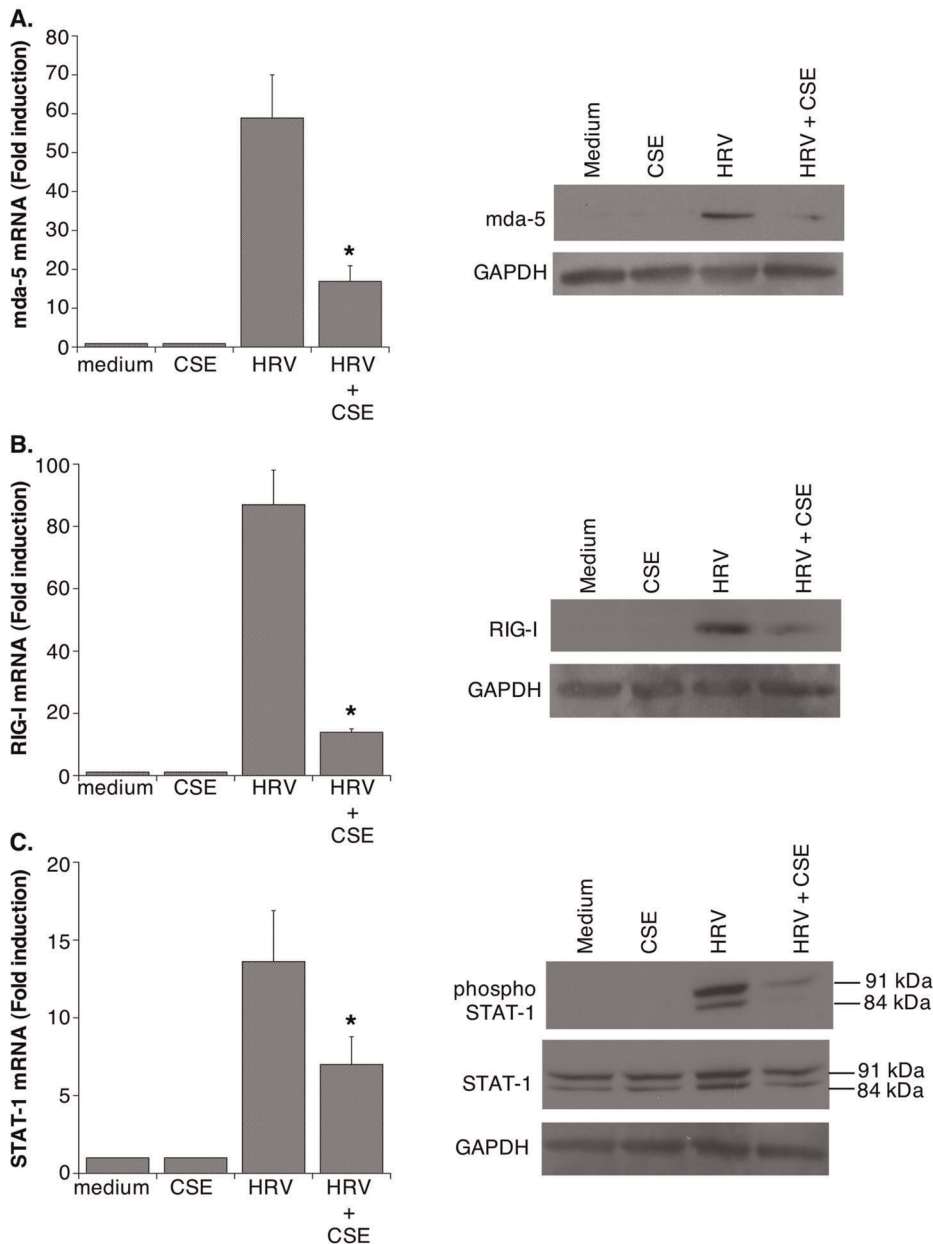 A.
mda-5 mRNA (Fold induction)
80
70
60
50
40
30
20
10
0
medium
CSE
HRV
HRV
+
CSE
*
Medium
CSE
HRV
HRV + CSE
mda-5
GAPDH
B.
RIG-I mRNA (Fold induction)
100
80
60
40
20
0
medium
CSE
HRV
HRV
+
CSE
*
Medium
CSE
HRV
HRV + CSE
RIG-I
GAPDH
C.
STAT-1 mRNA (Fold induction)
20
15
10
5
0
medium
CSE
HRV
HRV
+
CSE
*
Medium
CSE
HRV
HRV + CSE
phospho
STAT-1
91 kDa
84 kDa
STAT-1
91 kDa
84 kDa
GAPDH